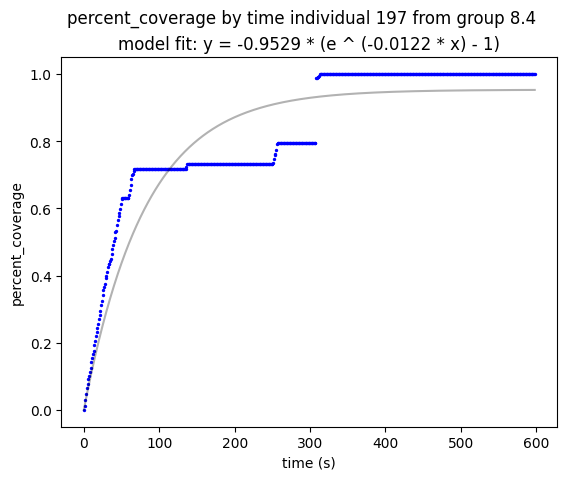 percent_coverage by time individual 197 from group 8.4
model fit: y = -0.9529 * (e ^ (-0.0122 * x) - 1)
1.0
0.8
0.6
0.4
0.2
0.0
percent_coverage
0 100 200 300 400 500 600
time (s)